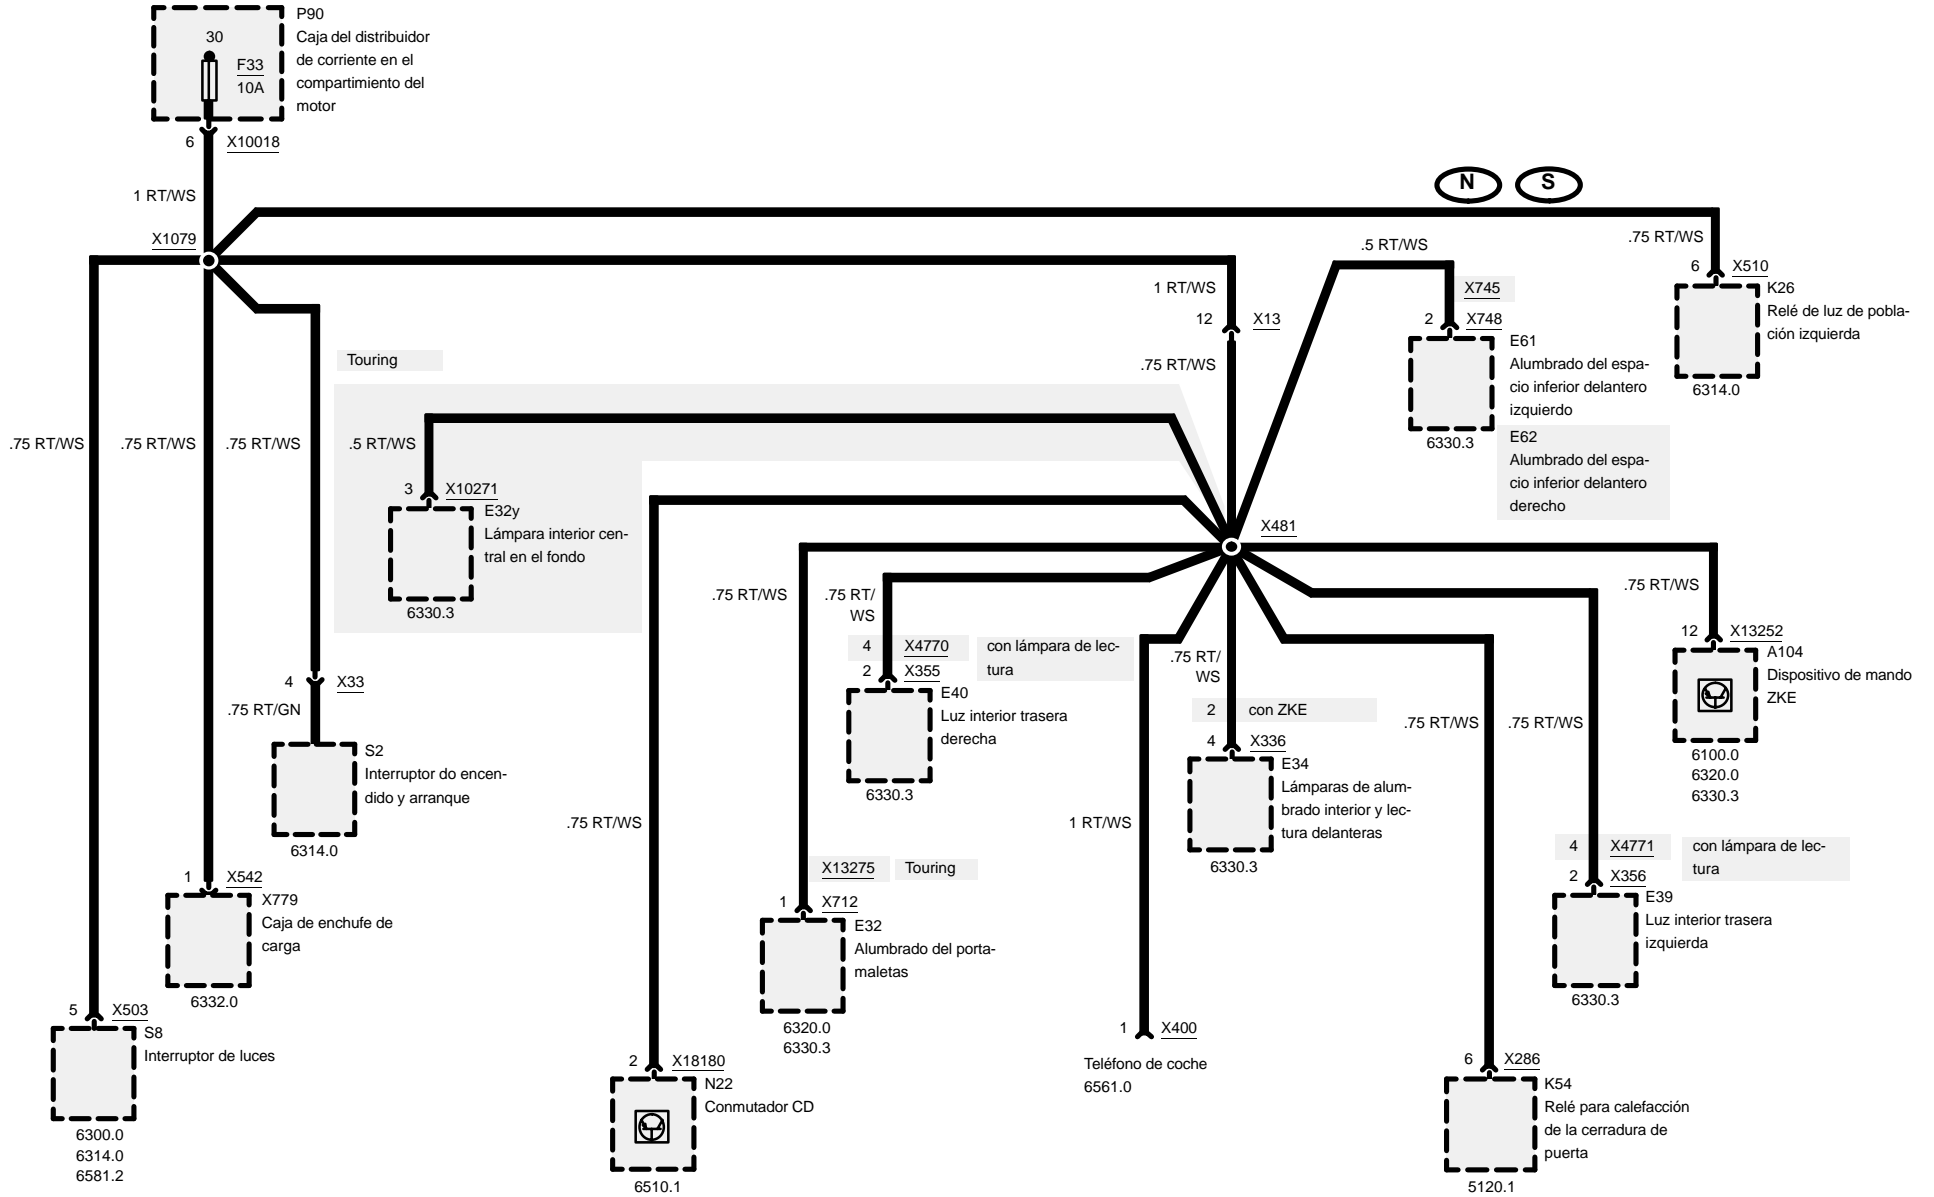 P90
Caja del distribuidor
de corriente en el
compartimiento del
motor
30
F33
10A
6 X10018
1 RT/WS
X1079
N S
.75 RT/WS
6 X510
K26
Relé de luz de pobla-
ción izquierda
6314.0
.5 RT/WS
X745
2 X748
E61
Alumbrado del espa-
cio inferior delantero
izquierdo
6330.3
E62
Alumbrado del espa-
cio inferior delantero
derecho
1 RT/WS
12 X13
.75 RT/WS
Touring
.75 RT/WS
.75 RT/WS
.75 RT/WS
.5 RT/WS
3 X10271
E32y
Lámpara interior cen-
tral en el fondo
6330.3
X481
.75 RT/WS
.75 RT/
WS
.75 RT/WS
4 X4770
con lámpara de lec-
tura
2 X355
E40
Luz interior trasera
derecha
6330.3
.75 RT/
WS
2 con ZKE
4 X336
E34
Lámparas de alum-
brado interior y lec-
tura delanteras
6330.3
12 X13252
A104
Dispositivo de mando
ZKE
6100.0
6320.0
6330.3
4 X33
.75 RT/GN
S2
Interruptor do encen-
dido y arranque
6314.0
.75 RT/WS
.75 RT/WS
.75 RT/WS
1 RT/WS
4 X4771
con lámpara de lec-
tura
2 X356
E39
Luz interior trasera
izquierda
6330.3
1 X542
X779
Caja de enchufe de
carga
6332.0
X13275
Touring
1 X712
E32
Alumbrado del porta-
maletas
6320.0
6330.3
5 X503
S8
Interruptor de luces
6300.0
6314.0
6581.2
1 X400
Teléfono de coche
6561.0
2 X18180
N22
Conmutador CD
6510.1
6 X286
K54
Relé para calefacción
de la cerradura de
puerta
5120.1